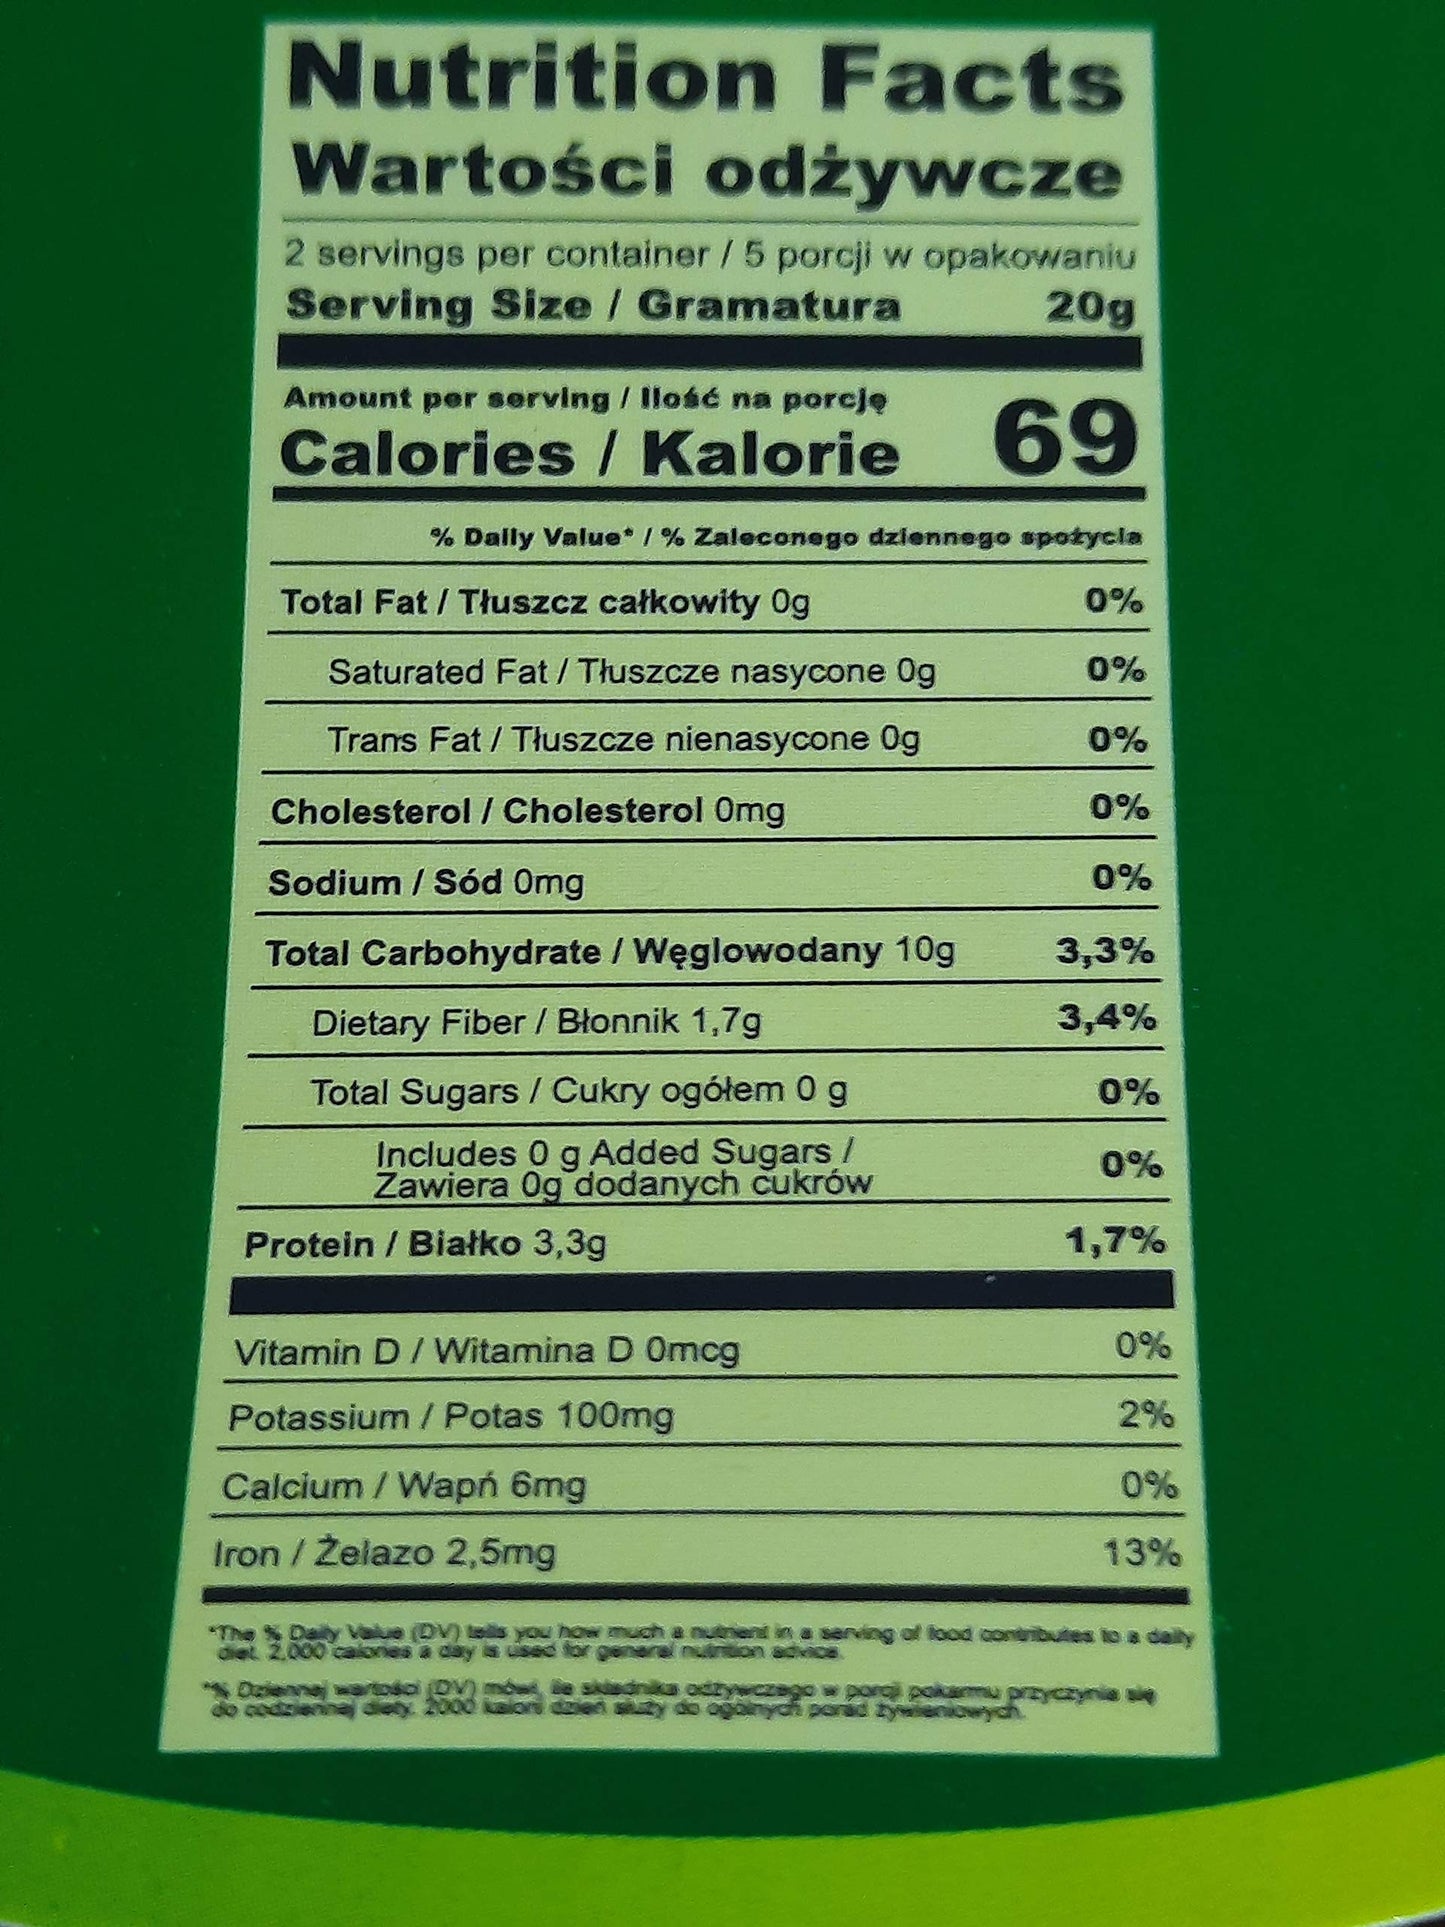 Nutrition Facts
Wartości odżywcze
2 servings per container / 5 porcji w opakowaniu
Serving Size / Gramatura 20g
Amount per serving / Ilość na porcję
Calories / Kalorie 69
% Daily Value* / % Zaleconego dziennego spożycia
Total Fat / Tłuszcz całkowity 0g 0%
Saturated Fat / Tłuszcze nasycone 0g 0%
Trans Fat / Tłuszcze nienasycone 0g 0%
Cholesterol / Cholesterol 0mg 0%
Sodium / Sód 0mg 0%
Total Carbohydrate / Węglowodany 10g 3,3%
Dietary Fiber / Błonnik 1,7g 3,4%
Total Sugars / Cukry ogółem 0 g 0%
Includes 0 g Added Sugars /
Zawiera 0g dodanych cukrów 0%
Protein / Białko 3,3g 1,7%
Vitamin D / Witamina D 0mcg 0%
Potassium / Potas 100mg 2%
Calcium / Wapń 6mg 0%
Iron / Żelazo 2,5mg 13%
*The % Daily Value (DV) tells you how much a nutrient in a serving of food contributes to a daily
diet. 2,000 calories a day is used for general nutrition advice.
*% Dziennej wartości (DV) mówi, ile składnika odżywczego w porcji pokarmu przyczynia się
do codziennej diety. 2000 kalorii dzień służy do ogólnych porad żywieniowych.